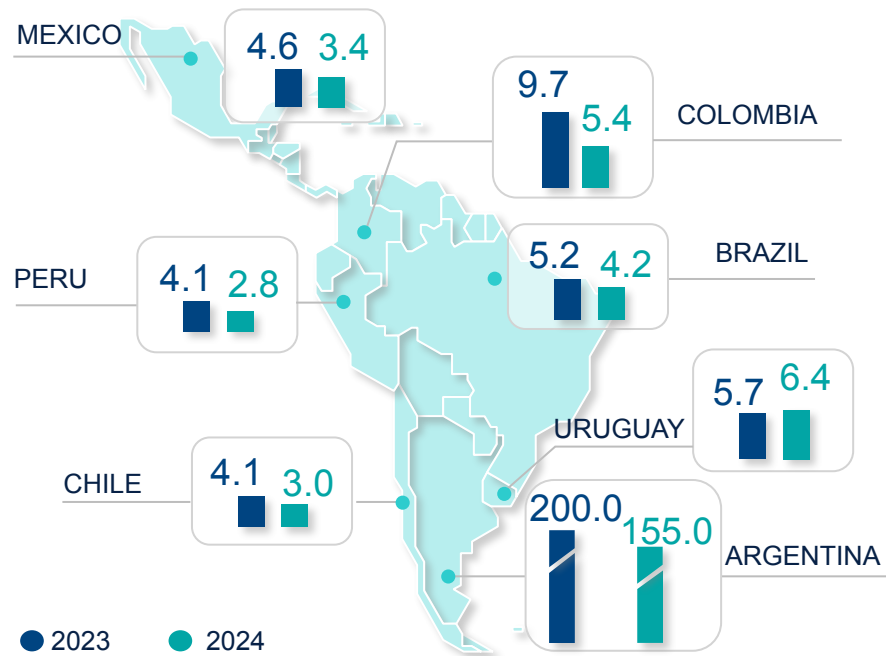 MEXICO
4.6 3.4
9.7
5.4
COLOMBIA
PERU
4.1 2.8
5.2 4.2
BRAZIL
CHILE
4.1 3.0
URUGUAY
5.7 6.4
200.0
155.0
ARGENTINA
2023 2024